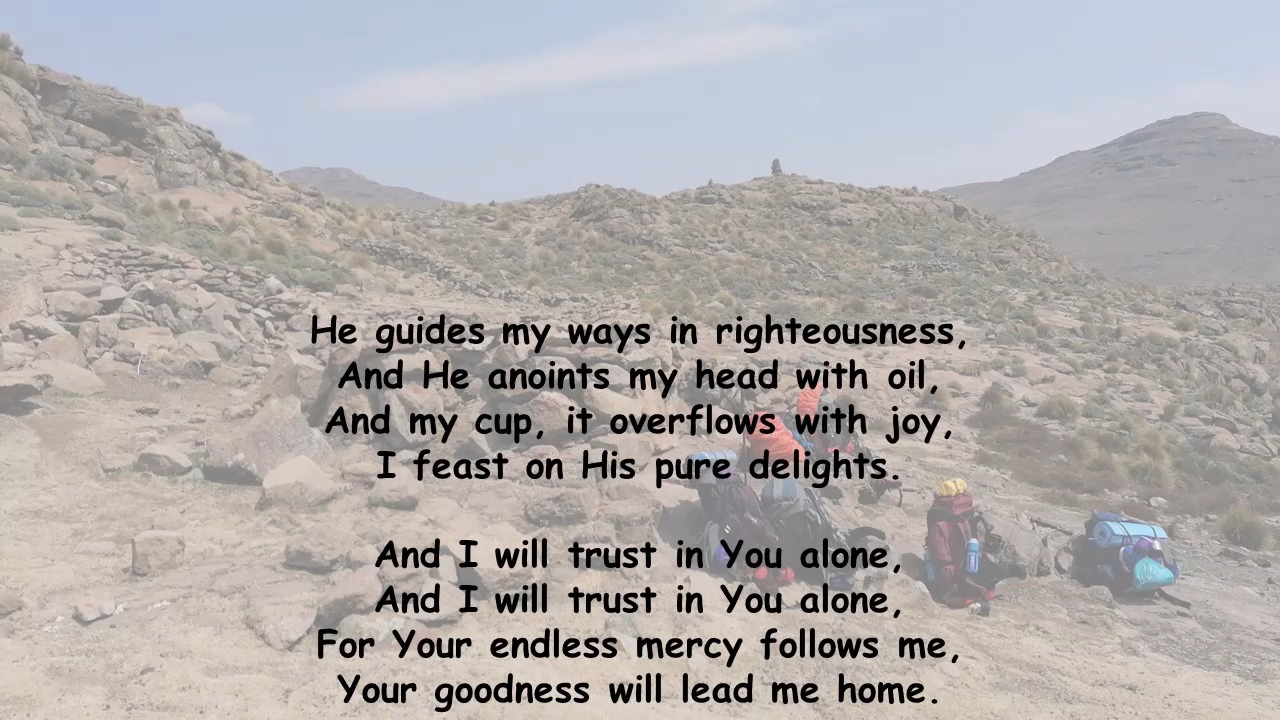 He guides my ways in righteousness,
And He anoints my head with oil,
And my cup, it overflows with joy,
I feast on His pure delights.
And I will trust in You alone,
And I will trust in You alone,
For Your endless mercy follows me,
Your goodness will lead me home.